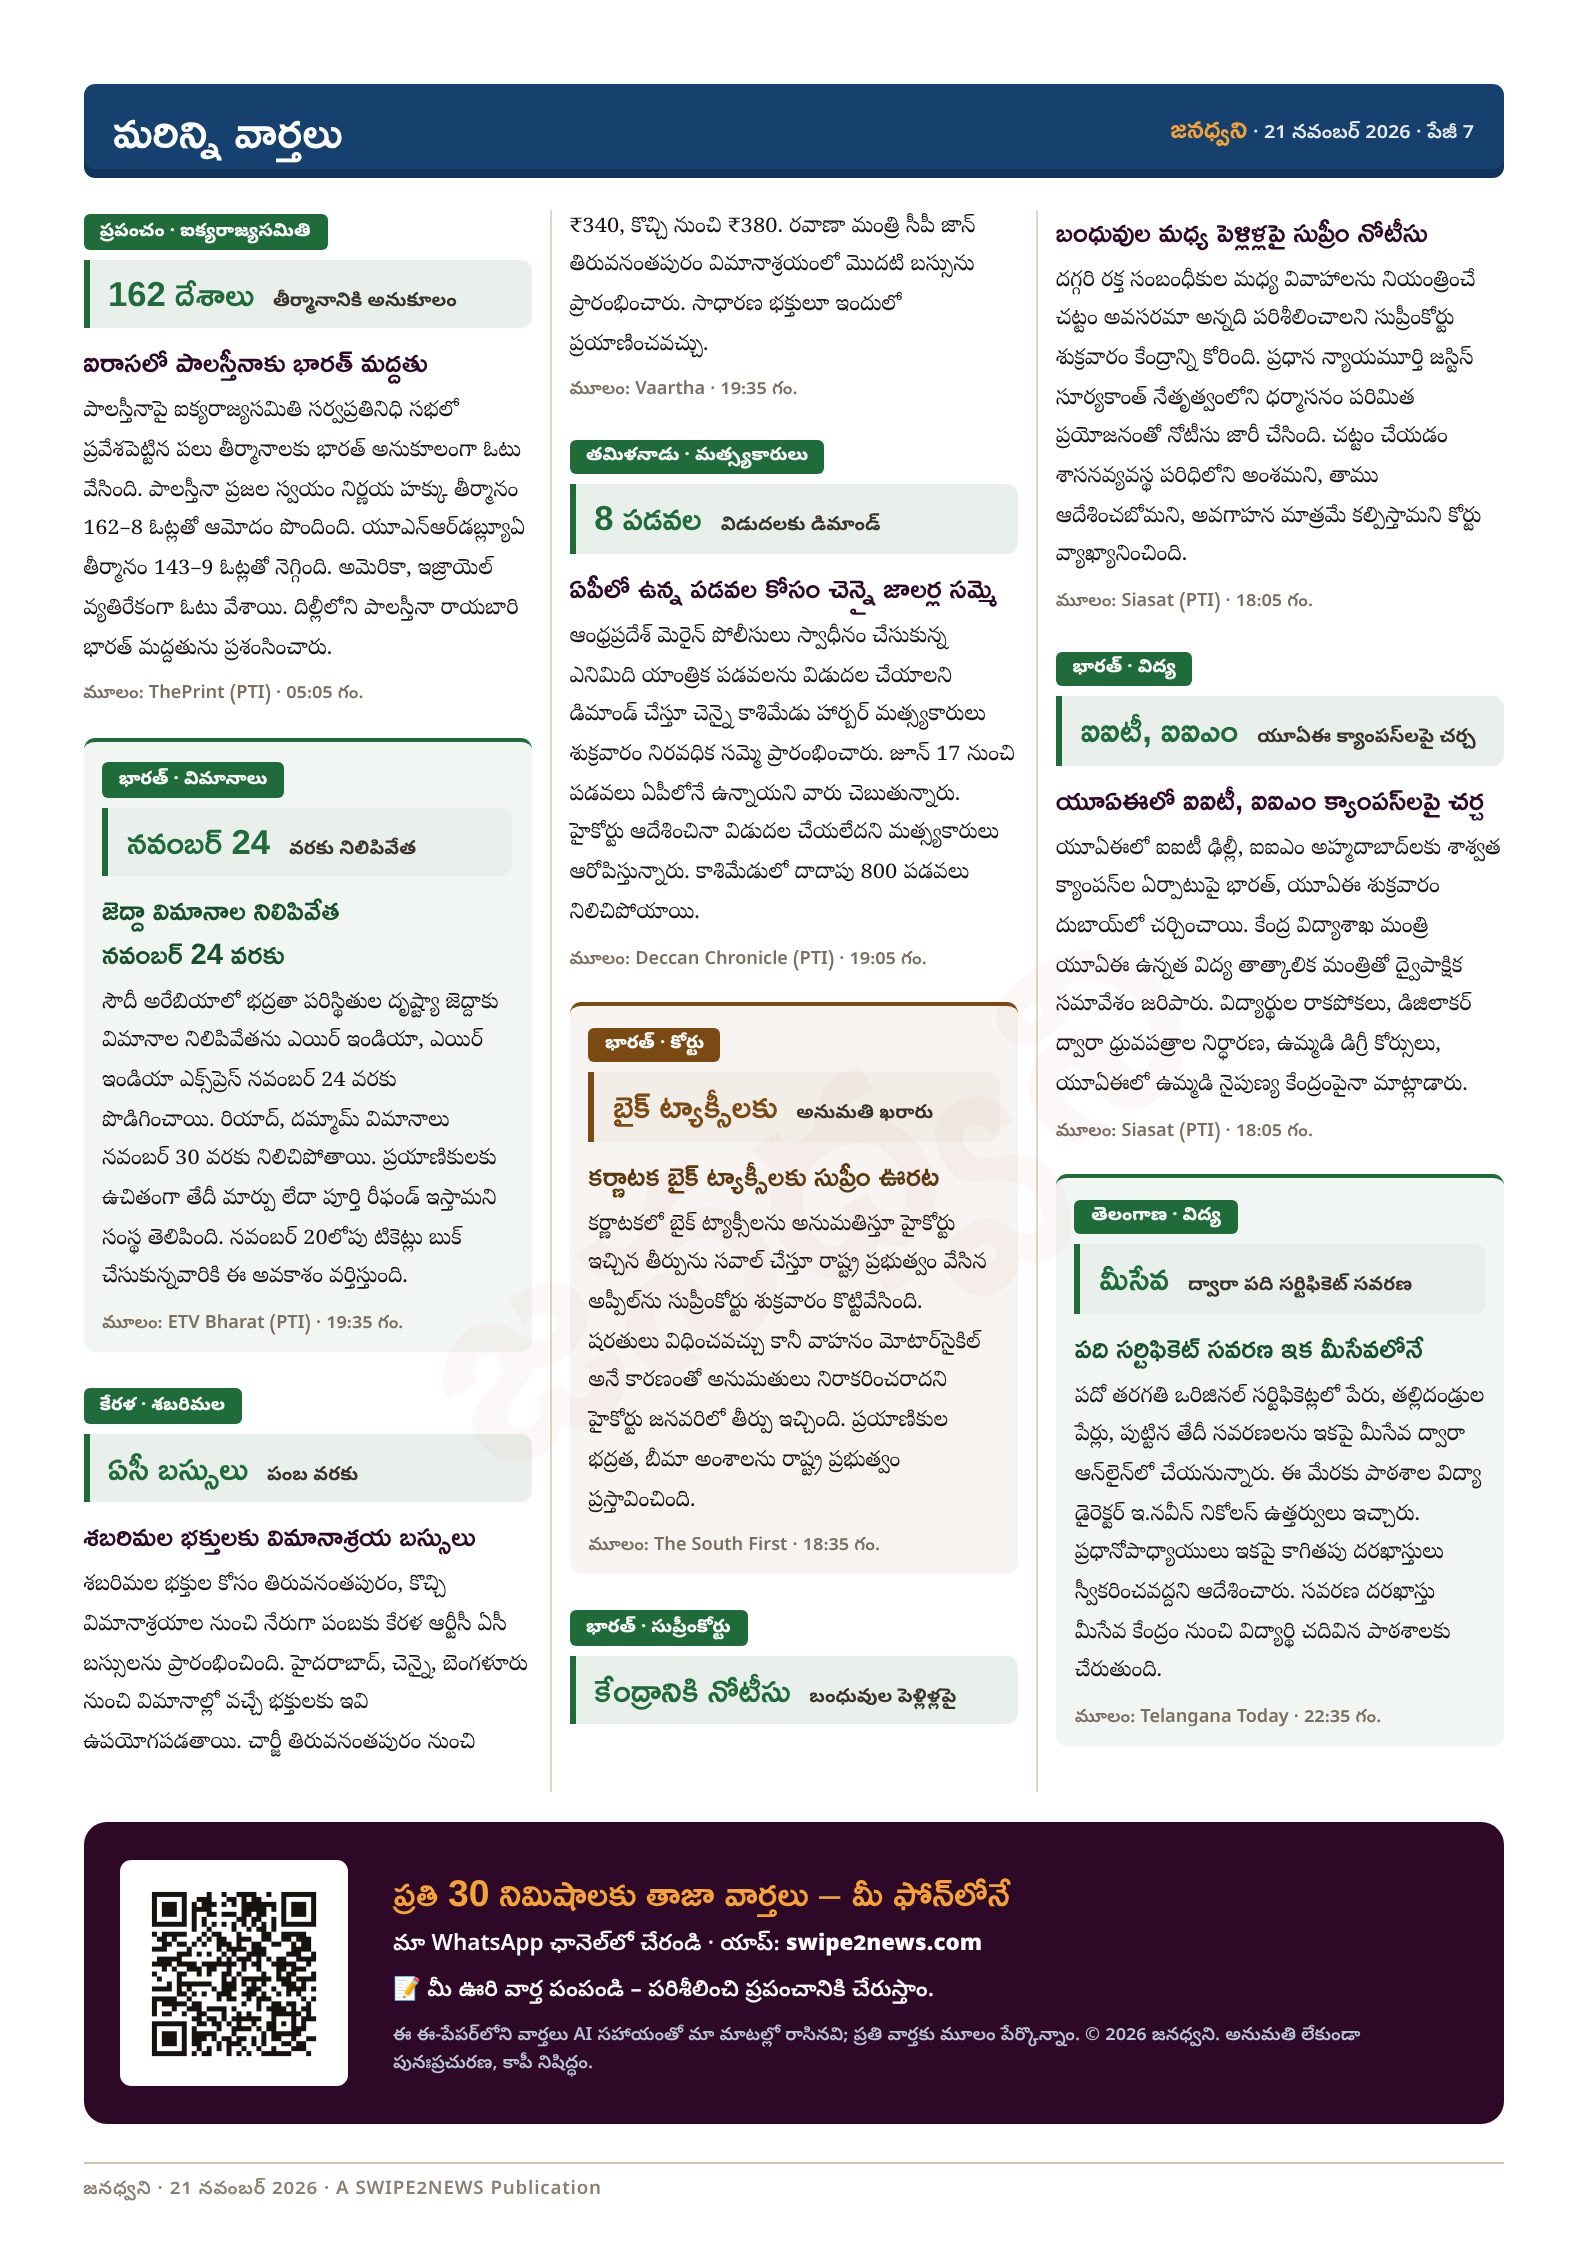 మరిన్ని వార్తలు
జనధ్వని · 21 నవంబర్ 2026 · పేజీ 7
ప్రపంచం · ఐక్యరాజ్యసమితి
162 దేశాలు తీర్మానానికి అనుకూలం
ఐరాసలో పాలస్తీనాకు భారత్ మద్దతు
పాలస్తీనాపై ఐక్యరాజ్యసమితి సర్వప్రతినిధి సభలో
ప్రవేశపెట్టిన పలు తీర్మానాలకు భారత్ అనుకూలంగా ఓటు
వేసింది. పాలస్తీనా ప్రజల స్వయం నిర్ణయ హక్కు తీర్మానం
162–8 ఓట్లతో ఆమోదం పొందింది. యూఎన్ఆర్‌డబ్ల్యూఏ
తీర్మానం 143–9 ఓట్లతో నెగ్గింది. అమెరికా, ఇజ్రాయెల్
వ్యతిరేకంగా ఓటు వేశాయి. దిల్లీలోని పాలస్తీనా రాయబారి
భారత్ మద్దతును ప్రశంసించారు.
మూలం: ThePrint (PTI) · 05:05 గం.
భారత్ · విమానాలు
నవంబర్ 24 వరకు నిలిపివేత
జెద్దా విమానాల నిలిపివేత
నవంబర్ 24 వరకు
సౌదీ అరేబియాలో భద్రతా పరిస్థితుల దృష్ట్యా జెద్దాకు
విమానాల నిలిపివేతను ఎయిర్ ఇండియా, ఎయిర్
ఇండియా ఎక్స్‌ప్రెస్ నవంబర్ 24 వరకు
పొడిగించాయి. రియాద్, దమ్మామ్ విమానాలు
నవంబర్ 30 వరకు నిలిచిపోతాయి. ప్రయాణికులకు
ఉచితంగా తేదీ మార్పు లేదా పూర్తి రీఫండ్ ఇస్తామని
సంస్థ తెలిపింది. నవంబర్ 20లోపు టికెట్లు బుక్
చేసుకున్నవారికి ఈ అవకాశం వర్తిస్తుంది.
మూలం: ETV Bharat (PTI) · 19:35 గం.
కేరళ · శబరిమల
ఏసీ బస్సులు పంబ వరకు
శబరిమల భక్తులకు విమానాశ్రయ బస్సులు
శబరిమల భక్తుల కోసం తిరువనంతపురం, కొచ్చి
విమానాశ్రయాల నుంచి నేరుగా పంబకు కేరళ ఆర్టీసీ ఏసీ
బస్సులను ప్రారంభించింది. హైదరాబాద్, చెన్నై, బెంగళూరు
నుంచి విమానాల్లో వచ్చే భక్తులకు ఇవి
ఉపయోగపడతాయి. చార్జీ తిరువనంతపురం నుంచి
₹340, కొచ్చి నుంచి ₹380. రవాణా మంత్రి సీపీ జాన్
తిరువనంతపురం విమానాశ్రయంలో మొదటి బస్సును
ప్రారంభించారు. సాధారణ భక్తులూ ఇందులో
ప్రయాణించవచ్చు.
మూలం: Vaartha · 19:35 గం.
తమిళనాడు · మత్స్యకారులు
8 పడవల విడుదలకు డిమాండ్
ఏపీలో ఉన్న పడవల కోసం చెన్నై జాలర్ల సమ్మె
ఆంధ్రప్రదేశ్ మెరైన్ పోలీసులు స్వాధీనం చేసుకున్న
ఎనిమిది యాంత్రిక పడవలను విడుదల చేయాలని
డిమాండ్ చేస్తూ చెన్నై కాశిమేడు హార్బర్ మత్స్యకారులు
శుక్రవారం నిరవధిక సమ్మె ప్రారంభించారు. జూన్ 17 నుంచి
పడవలు ఏపీలోనే ఉన్నాయని వారు చెబుతున్నారు.
హైకోర్టు ఆదేశించినా విడుదల చేయలేదని మత్స్యకారులు
ఆరోపిస్తున్నారు. కాశిమేడులో దాదాపు 800 పడవలు
నిలిచిపోయాయి.
మూలం: Deccan Chronicle (PTI) · 19:05 గం.
భారత్ · కోర్టు
బైక్ ట్యాక్సీలకు అనుమతి ఖరారు
కర్ణాటక బైక్ ట్యాక్సీలకు సుప్రీం ఊరట
కర్ణాటకలో బైక్ ట్యాక్సీలను అనుమతిస్తూ హైకోర్టు
ఇచ్చిన తీర్పును సవాల్ చేస్తూ రాష్ట్ర ప్రభుత్వం వేసిన
అప్పీల్‌ను సుప్రీంకోర్టు శుక్రవారం కొట్టివేసింది.
షరతులు విధించవచ్చు కానీ వాహనం మోటార్‌సైకిల్
అనే కారణంతో అనుమతులు నిరాకరించరాదని
హైకోర్టు జనవరిలో తీర్పు ఇచ్చింది. ప్రయాణికుల
భద్రత, బీమా అంశాలను రాష్ట్ర ప్రభుత్వం
ప్రస్తావించింది.
మూలం: The South First · 18:35 గం.
భారత్ · సుప్రీంకోర్టు
కేంద్రానికి నోటీసు బంధువుల పెళ్లిళ్లపై
బంధువుల మధ్య పెళ్లిళ్లపై సుప్రీం నోటీసు
దగ్గరి రక్త సంబంధీకుల మధ్య వివాహాలను నియంత్రించే
చట్టం అవసరమా అన్నది పరిశీలించాలని సుప్రీంకోర్టు
శుక్రవారం కేంద్రాన్ని కోరింది. ప్రధాన న్యాయమూర్తి జస్టిస్
సూర్యకాంత్ నేతృత్వంలోని ధర్మాసనం పరిమిత
ప్రయోజనంతో నోటీసు జారీ చేసింది. చట్టం చేయడం
శాసనవ్యవస్థ పరిధిలోని అంశమని, తాము
ఆదేశించబోమని, అవగాహన మాత్రమే కల్పిస్తామని కోర్టు
వ్యాఖ్యానించింది.
మూలం: Siasat (PTI) · 18:05 గం.
భారత్ · విద్య
ఐఐటీ, ఐఐఎం యూఏఈ క్యాంపస్‌లపై చర్చ
యూఏఈలో ఐఐటీ, ఐఐఎం క్యాంపస్‌లపై చర్చ
యూఏఈలో ఐఐటీ ఢిల్లీ, ఐఐఎం అహ్మదాబాద్‌లకు శాశ్వత
క్యాంపస్‌ల ఏర్పాటుపై భారత్, యూఏఈ శుక్రవారం
దుబాయ్‌లో చర్చించాయి. కేంద్ర విద్యాశాఖ మంత్రి
యూఏఈ ఉన్నత విద్య తాత్కాలిక మంత్రితో ద్వైపాక్షిక
సమావేశం జరిపారు. విద్యార్థుల రాకపోకలు, డిజిలాకర్
ద్వారా ధ్రువపత్రాల నిర్ధారణ, ఉమ్మడి డిగ్రీ కోర్సులు,
యూఏఈలో ఉమ్మడి నైపుణ్య కేంద్రంపైనా మాట్లాడారు.
మూలం: Siasat (PTI) · 18:05 గం.
తెలంగాణ · విద్య
మీసేవ ద్వారా పది సర్టిఫికెట్ సవరణ
పది సర్టిఫికెట్ సవరణ ఇక మీసేవలోనే
పదో తరగతి ఒరిజినల్ సర్టిఫికెట్లలో పేరు, తల్లిదండ్రుల
పేర్లు, పుట్టిన తేదీ సవరణలను ఇకపై మీసేవ ద్వారా
ఆన్‌లైన్‌లో చేయనున్నారు. ఈ మేరకు పాఠశాల విద్యా
డైరెక్టర్ ఇ.నవీన్ నికోలస్ ఉత్తర్వులు ఇచ్చారు.
ప్రధానోపాధ్యాయులు ఇకపై కాగితపు దరఖాస్తులు
స్వీకరించవద్దని ఆదేశించారు. సవరణ దరఖాస్తు
మీసేవ కేంద్రం నుంచి విద్యార్థి చదివిన పాఠశాలకు
చేరుతుంది.
మూలం: Telangana Today · 22:35 గం.
జనధ్వని
ప్రతి 30 నిమిషాలకు తాజా వార్తలు — మీ ఫోన్‌లోనే
మా WhatsApp ఛానెల్‌లో చేరండి · యాప్: swipe2news.com
📝 మీ ఊరి వార్త పంపండి – పరిశీలించి ప్రపంచానికి చేరుస్తాం.
ఈ ఈ-పేపర్‌లోని వార్తలు AI సహాయంతో మా మాటల్లో రాసినవి; ప్రతి వార్తకు మూలం పేర్కొన్నాం. © 2026 జనధ్వని. అనుమతి లేకుండా
పునఃప్రచురణ, కాపీ నిషిద్ధం.
జనధ్వని · 21 నవంబర్ 2026 · A SWIPE2NEWS Publication